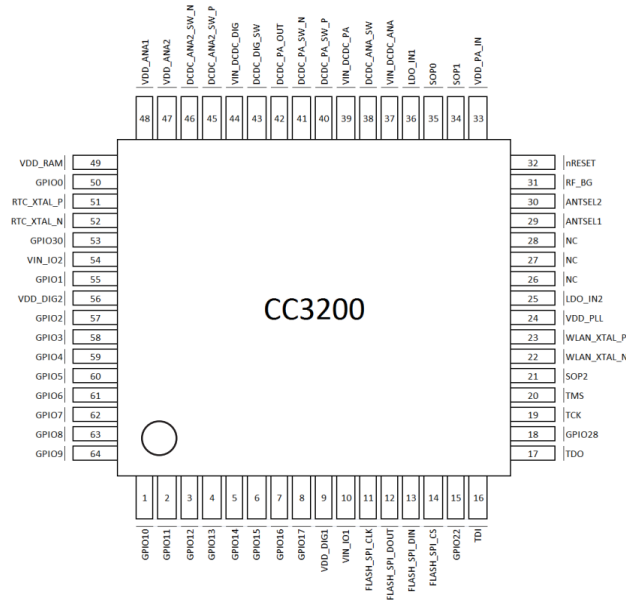 VDD_ANA1
VDD_ANA2
DCDC_ANA2_SW_N
DCDC_ANA2_SW_P
VIN_DCDC_DIG
DCDC_DIG_SW
DCDC_PA_OUT
DCDC_PA_SW_N
DCDC_PA_SW_P
VIN_DCDC_PA
DCDC_ANA_SW
VIN_DCDC_ANA
LDO_IN1
SOP0
SOP1
VDD_PA_IN
48 47 46 45 44 43 42 41 40 39 38 37 36 35 34 33
VDD_RAM 49
GPIO0 50
RTC_XTAL_P 51
RTC_XTAL_N 52
GPIO30 53
VIN_IO2 54
GPIO1 55
VDD_DIG2 56
GPIO2 57
GPIO3 58
GPIO4 59
GPIO5 60
GPIO6 61
GPIO7 62
GPIO8 63
GPIO9 64
CC3200
32 nRESET
31 RF_BG
30 ANTSEL2
29 ANTSEL1
28 NC
27 NC
26 NC
25 LDO_IN2
24 VDD_PLL
23 WLAN_XTAL_P
22 WLAN_XTAL_N
21 SOP2
20 TMS
19 TCK
18 GPIO28
17 TDO
1 2 3 4 5 6 7 8 9 10 11 12 13 14 15 16
GPIO10
GPIO11
GPIO12
GPIO13
GPIO14
GPIO15
GPIO16
GPIO17
VDD_DIG1
VIN_IO1
FLASH_SPI_CLK
FLASH_SPI_DOUT
FLASH_SPI_DIN
FLASH_SPI_CS
GPIO22
TDI